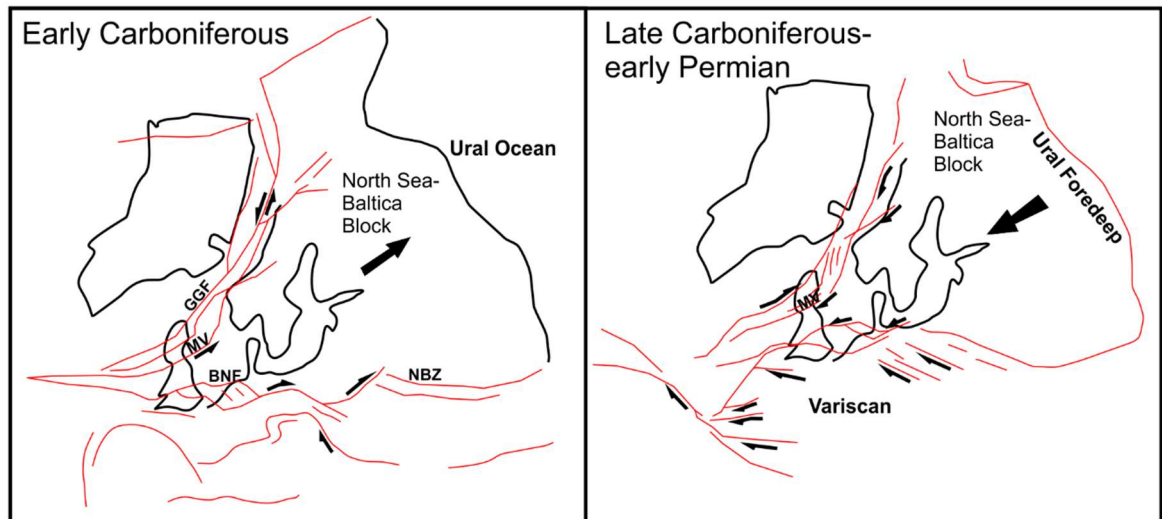 Early Carboniferous
Ural Ocean
North Sea-
Baltica
Block
GGF
MV
BNF
NBZ
Late Carboniferous-
early Permian
North Sea-
Baltica
Block
Ural Foredeep
MV
Variscan